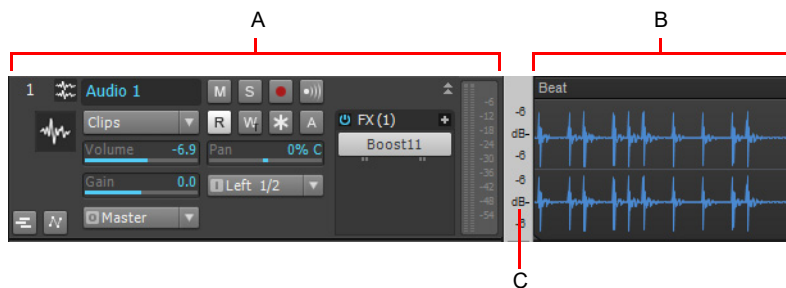 A
B
1 Audio 1 M S
Beat
Clips R W A FX (1)
Boost11
Volume -6.9 Pan 0% C
Gain 0.0 I Left 1/2
O Master
-6
-12
-18
-24
-30
-36
-42
-48
-54
-6
dB-
-6
-6
dB-
-6
C